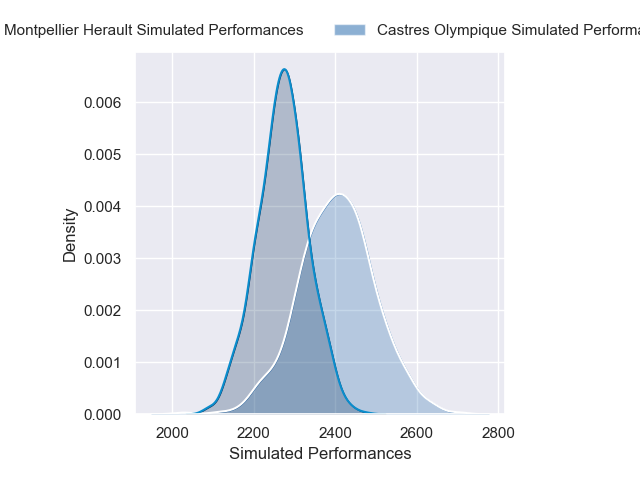 Montpellier Herault Simulated Performances Castres Olympique Simulated
0.006
0.005
0.004
0.003
0.002
0.001
0.000
Density
2000 2200 2400 2600 2800
Simulated Performances